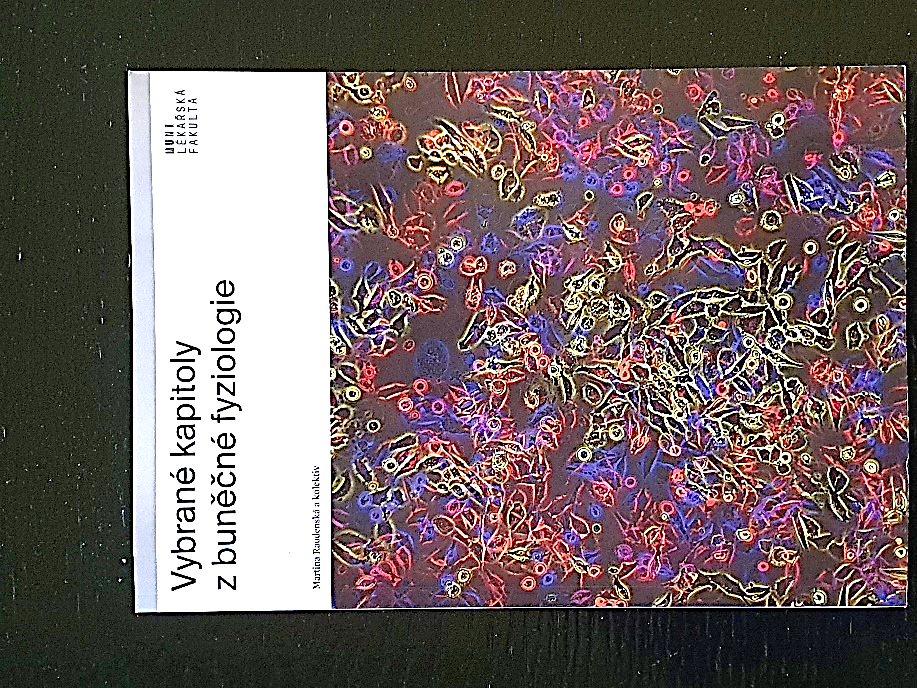 MUNI
LÉKAŘSKÁ
FAKULTA
Vybrané kapitoly
z buněčné fyziologie
Martina Raudenská a kolektiv